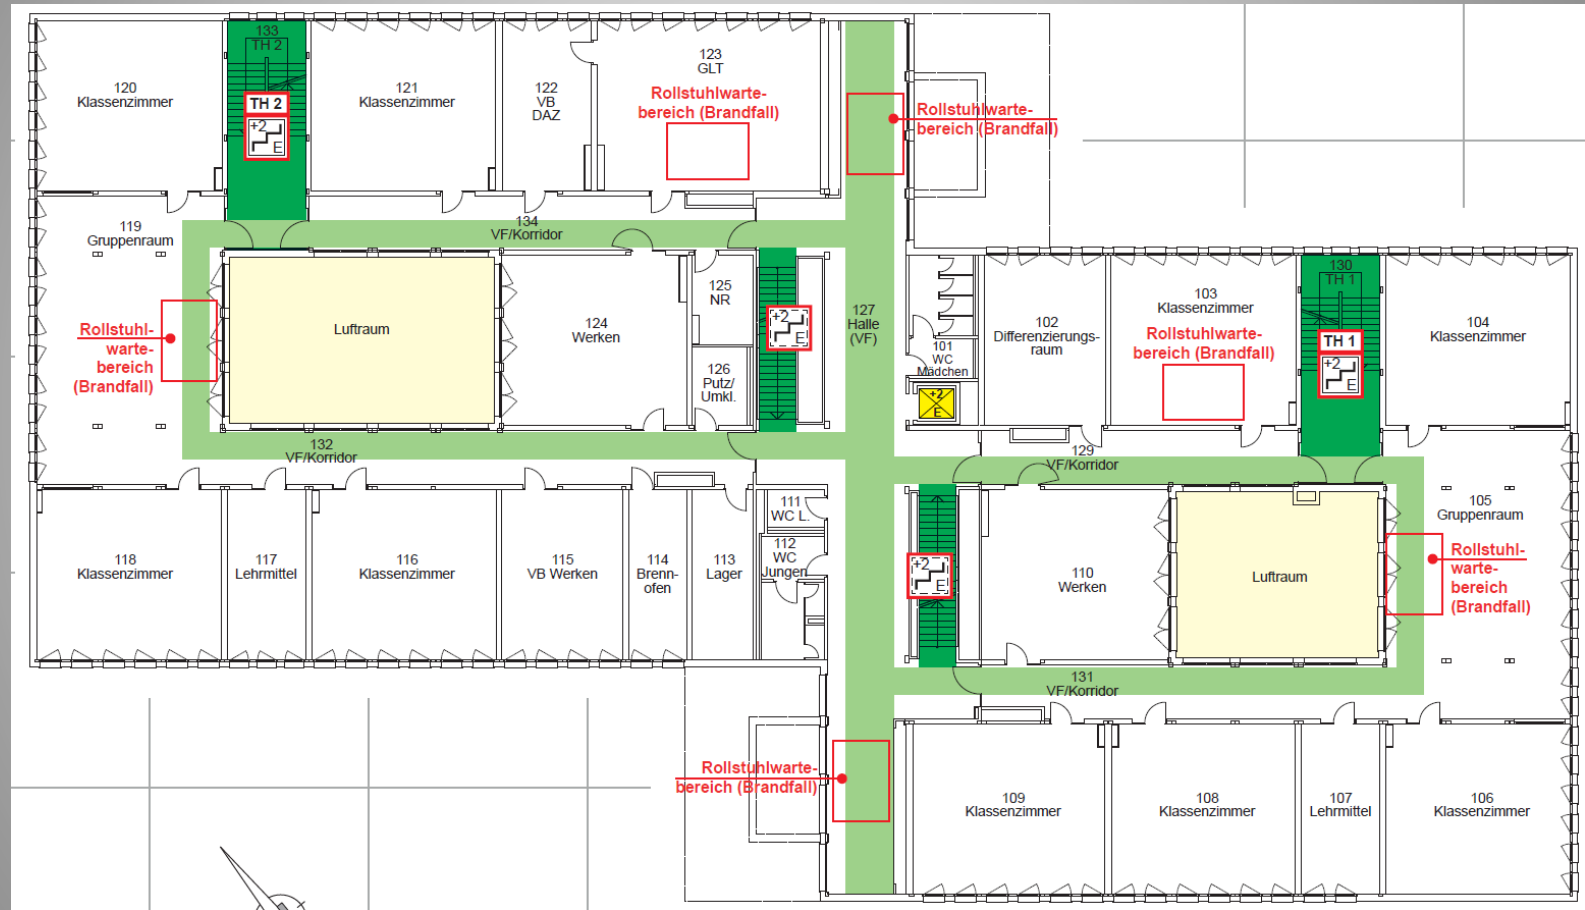 133
TH 2
TH 2
+2
E
120
Klassenzimmer
121
Klassenzimmer
122
VB
DAZ
123
GLT
Rollstuhlwarte-
bereich (Brandfall)
Rollstuhlwarte-
bereich (Brandfall)
119
Gruppenraum
134
VF/Korridor
Rollstuhl-
warte-
bereich
(Brandfall)
Luftraum
124
Werken
125
NR
126
Putz/
Umkl.
+2
E
127
Halle
(VF)
101
WC
Mädchen
+2
E
102
Differenzierungs-
raum
103
Klassenzimmer
Rollstuhlwarte-
bereich (Brandfall)
130
TH 1
TH 1
+2
E
104
Klassenzimmer
132
VF/Korridor
129
VF/Korridor
118
Klassenzimmer
117
Lehrmittel
116
Klassenzimmer
115
VB Werken
114
Brenn-
ofen
113
Lager
111
WC L.
112
WC
Jungen
+2
E
110
Werken
Luftraum
105
Gruppenraum
Rollstuhl-
warte-
bereich
(Brandfall)
131
VF/Korridor
Rollstuhlwarte-
bereich (Brandfall)
109
Klassenzimmer
108
Klassenzimmer
107
Lehrmittel
106
Klassenzimmer